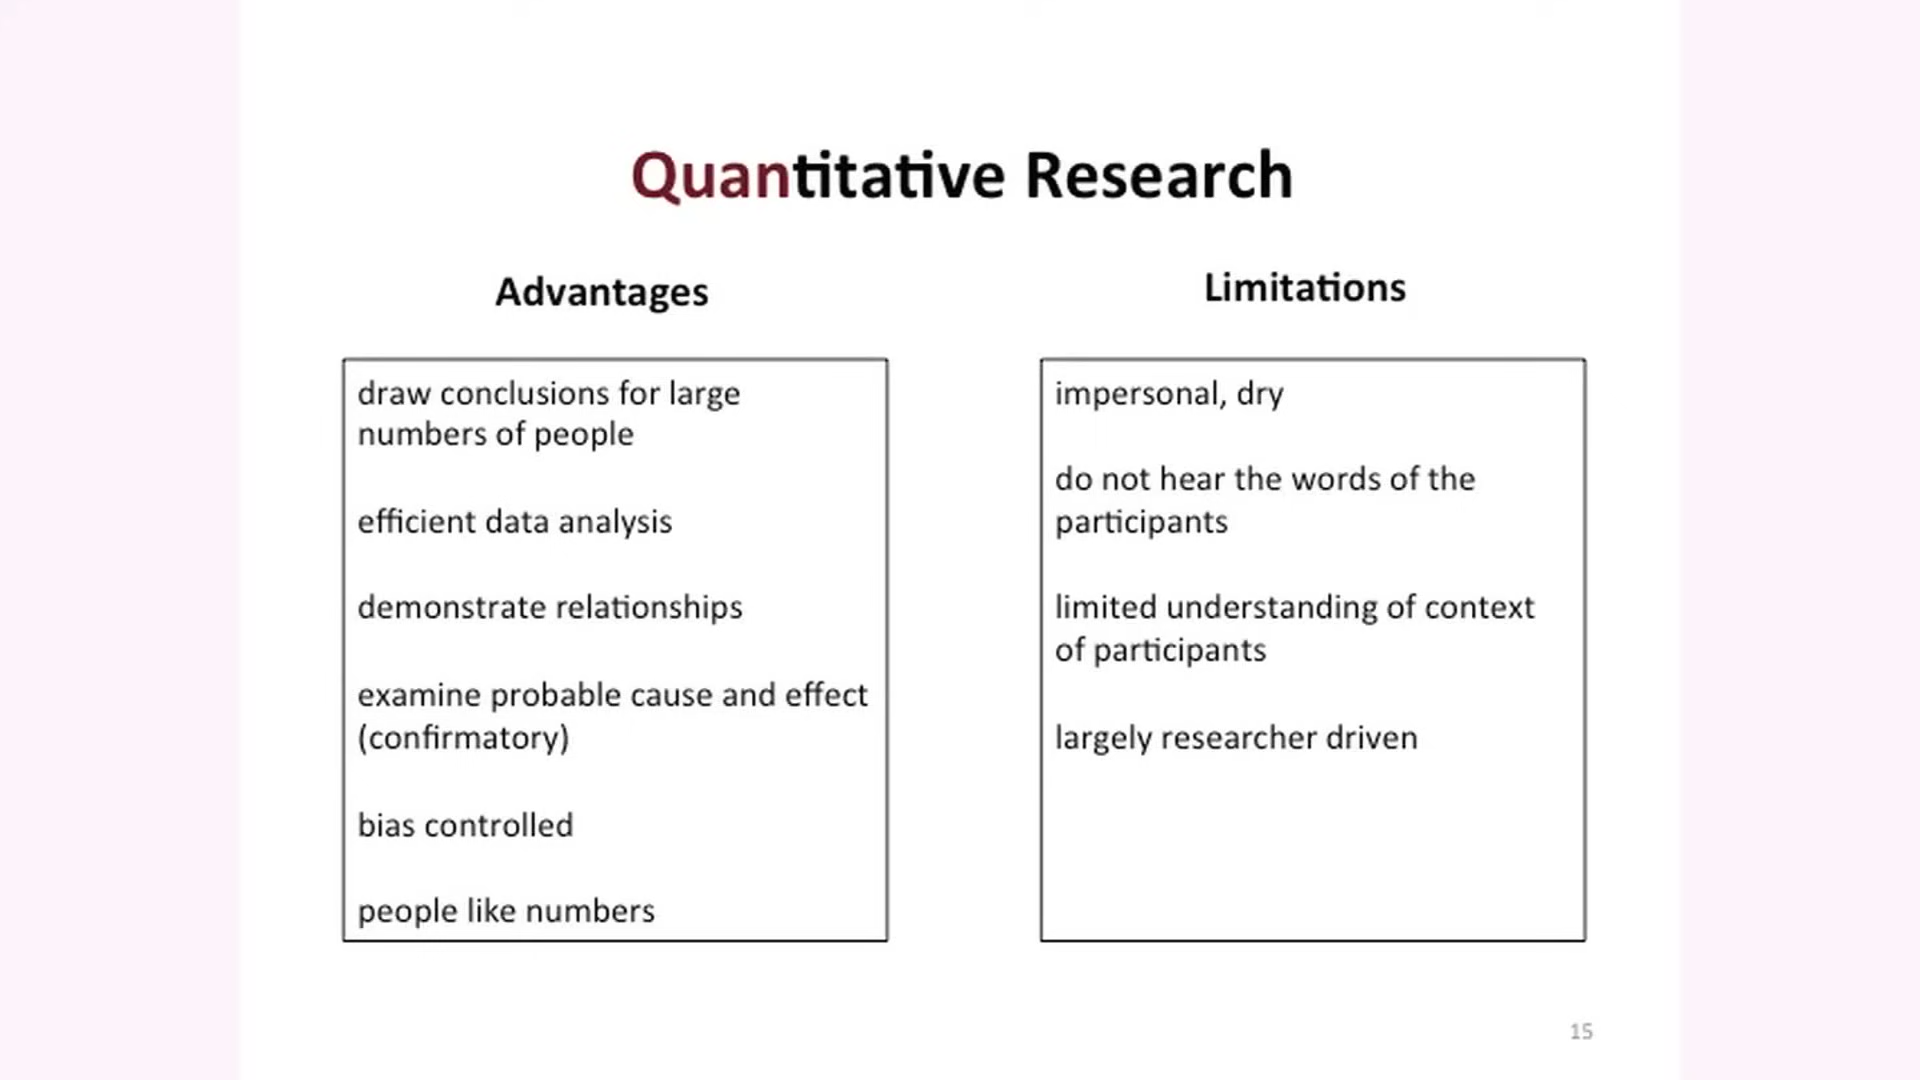 Quantitative Research
Advantages
draw conclusions for large
numbers of people
efficient data analysis
demonstrate relationships
examine probable cause and effect
(confirmatory)
bias controlled
people like numbers
Limitations
impersonal, dry
do not hear the words of the
participants
limited understanding of context
of participants
largely researcher driven
15